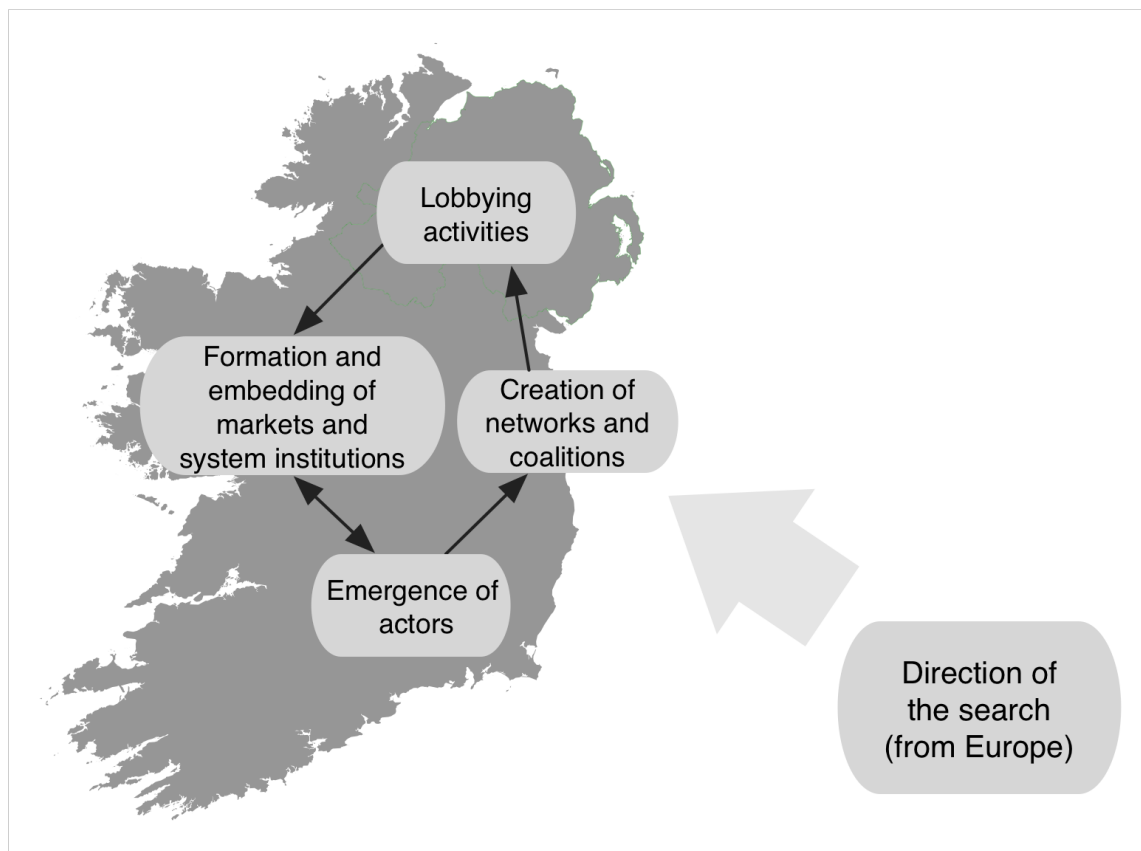 Lobbying
activities
Formation and
embedding of
markets and
system institutions
Creation of
networks and
coalitions
Emergence of
actors
Direction of
the search
(from Europe)